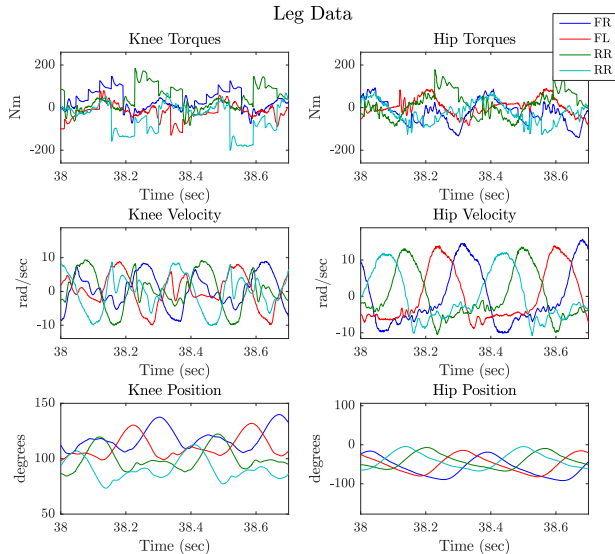 Leg Data
Knee Torques
Hip Torques
FR
FL
RR
RR
Nm
200
0
-200
38
38.2
38.4
38.6
Time (sec)
Nm
200
0
-200
38
38.2
38.4
38.6
Time (sec)
Knee Velocity
Hip Velocity
rad/sec
10
0
-10
38
38.2
38.4
38.6
Time (sec)
rad/sec
10
0
-10
38
38.2
38.4
38.6
Time (sec)
Knee Position
Hip Position
degrees
150
100
50
38
38.2
38.4
38.6
Time (sec)
degrees
100
0
-100
38
38.2
38.4
38.6
Time (sec)